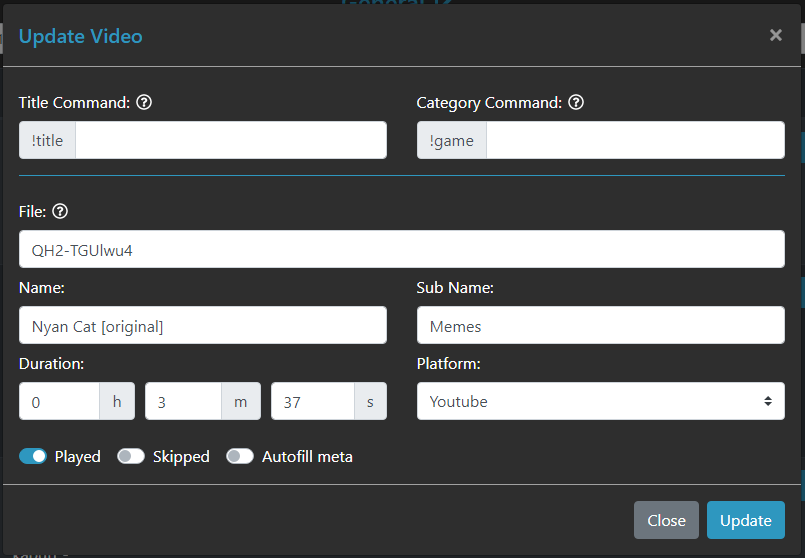 Update Video ×
Title Command: ? Category Command: ?
!title !game
File: ?
QH2-TGUlwu4
Name: Sub Name:
Nyan Cat [original] Memes
Duration: Platform:
0 h 3 m 37 s Youtube
Played Skipped Autofill meta
Close Update